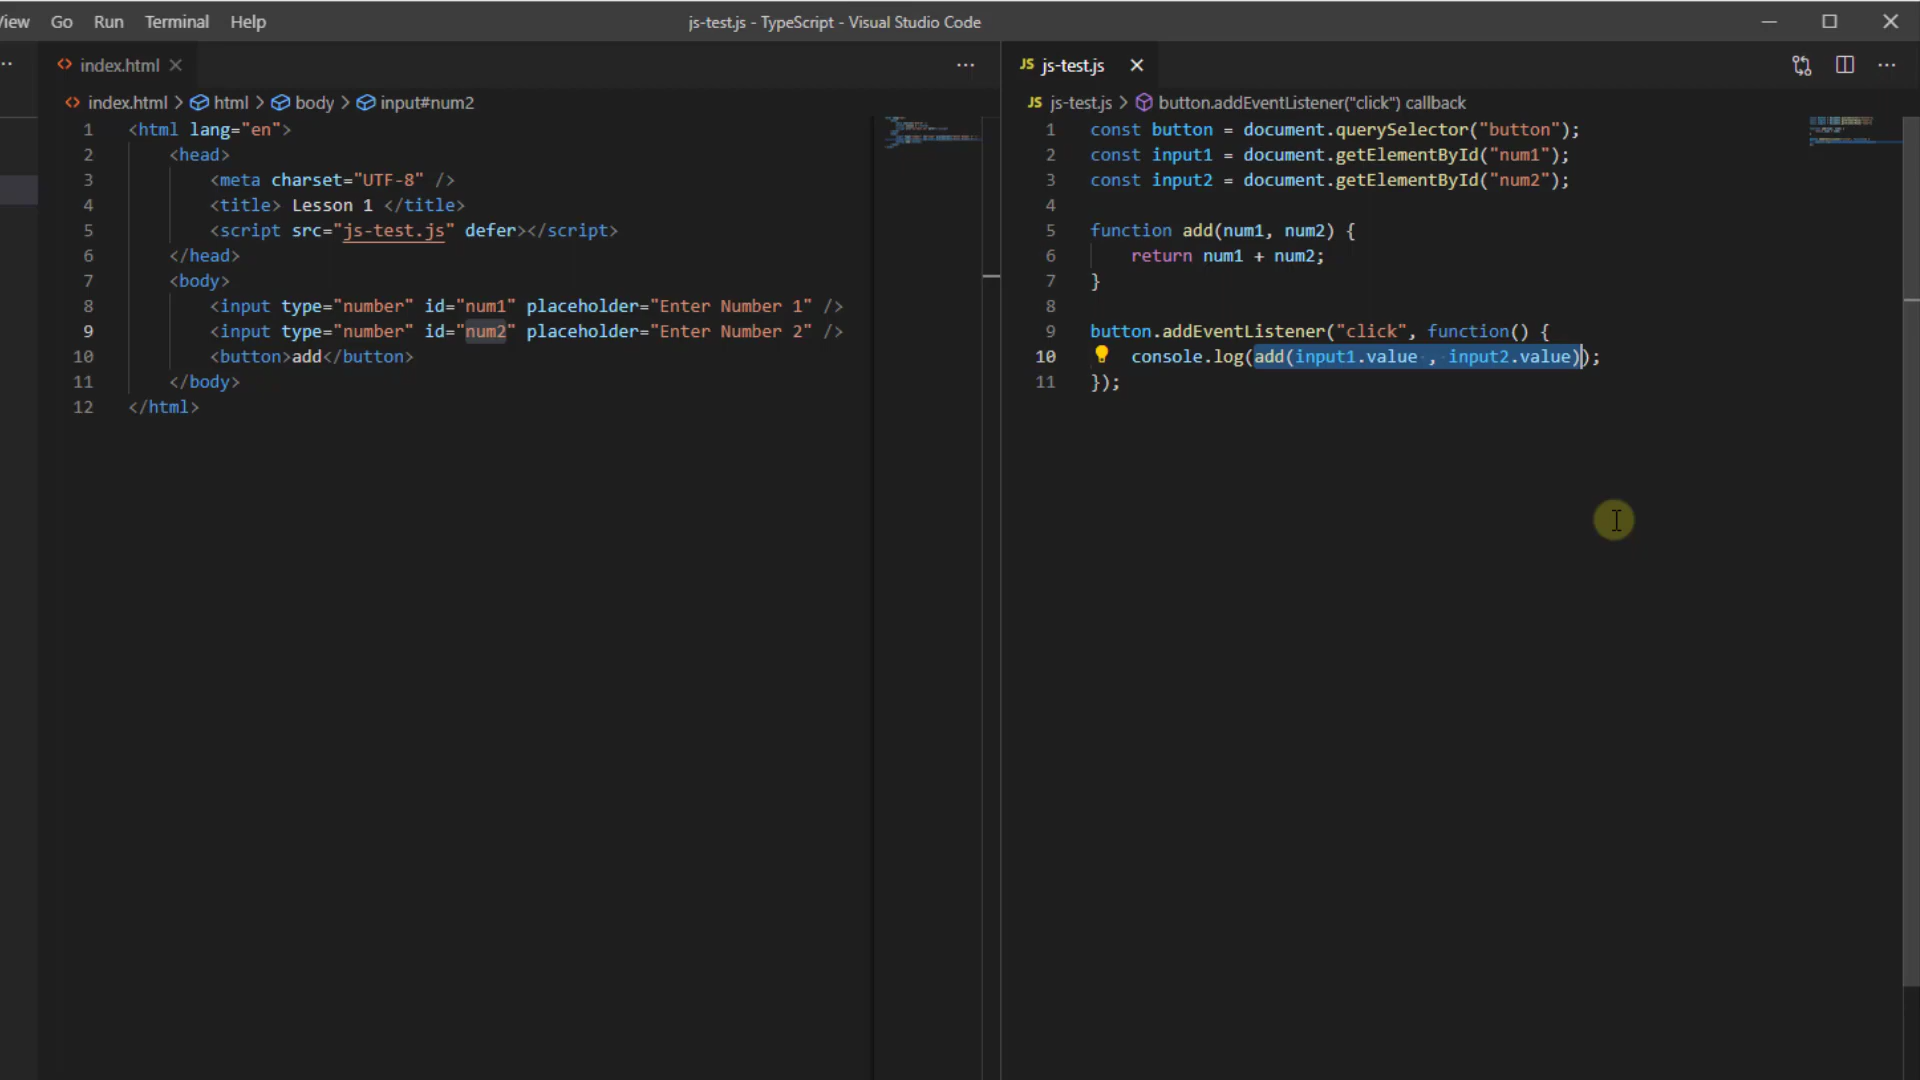 View Go Run Terminal Help
js-test.js - TypeScript - Visual Studio Code
index.html
index.html > html > body > input#num2
1 <html lang="en">
2 <head>
3 <meta charset="UTF-8" />
4 <title> Lesson 1 </title>
5 <script src="js-test.js" defer></script>
6 </head>
7 <body>
8 <input type="number" id="num1" placeholder="Enter Number 1" />
9 <input type="number" id="num2" placeholder="Enter Number 2" />
10 <button>add</button>
11 </body>
12 </html>
JS js-test.js
JS js-test.js > button.addEventListener("click") callback
1 const button = document.querySelector("button");
2 const input1 = document.getElementById("num1");
3 const input2 = document.getElementById("num2");
4
5 function add(num1, num2) {
6 return num1 + num2;
7 }
8
9 button.addEventListener("click", function() {
10 console.log(add(input1.value , input2.value));
11 });